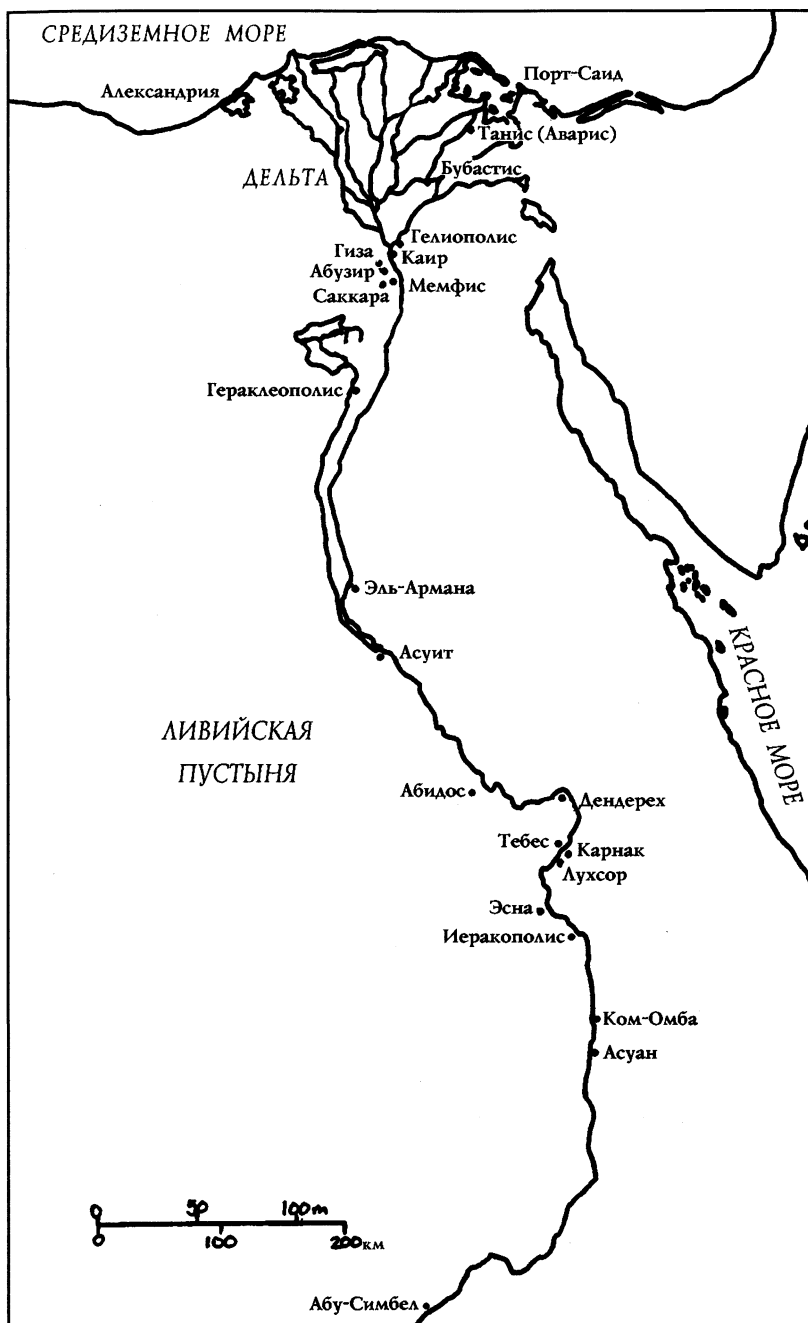 СРЕДИЗЕМНОЕ МОРЕ
Порт-Саид
Александрия
Танис (Аварис)
Бубастис
ДЕЛЬТА
Гелиополис
Гиза
Каир
Абузир
Мемфис
Саккара
Гераклеополис
Эль-Армана
Асуит
КРАСНОЕ МОРЕ
ЛИВИЙСКАЯ
ПУСТЫНЯ
Абидос
Дендерех
Тебес
Карнак
Лухсор
Эсна
Иеракополис
Ком-Омба
Асуан
0 50 100m
0 100 200км
Абу-Симбел